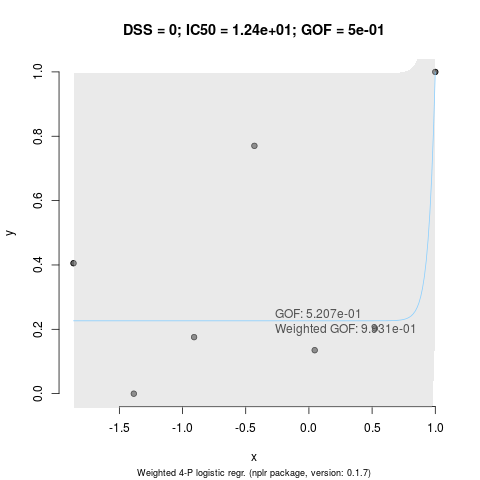 DSS = 0; IC50 = 1.24e+01; GOF = 5e-01
1.0
0.8
0.6
0.4
0.2
0.0
y
GOF: 5.207e-01
Weighted GOF: 9.931e-01
-1.5
-1.0
-0.5
0.0
0.5
1.0
x
Weighted 4-P logistic regr. (nplr package, version: 0.1.7)